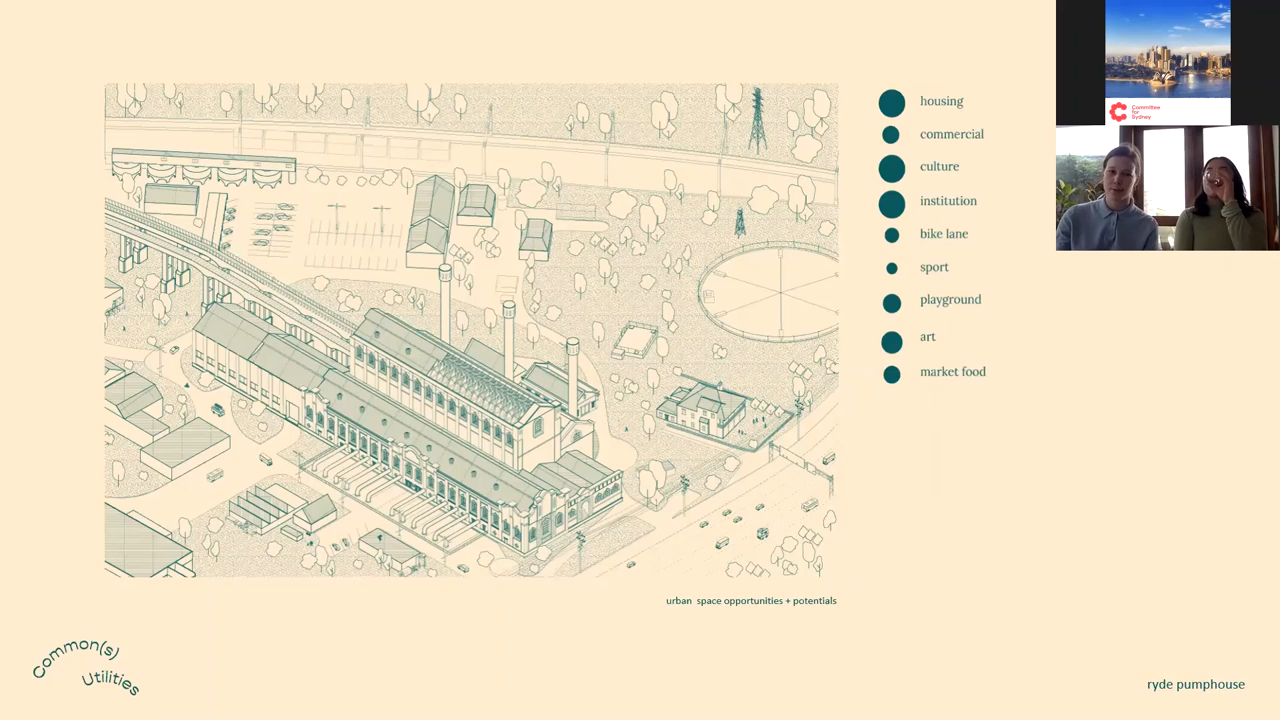 housing
commercial
culture
institution
bike lane
sport
playground
art
market food
Committee
for
Sydney
urban space opportunities + potentials
Common(s)
Utilities
ryde pumphouse